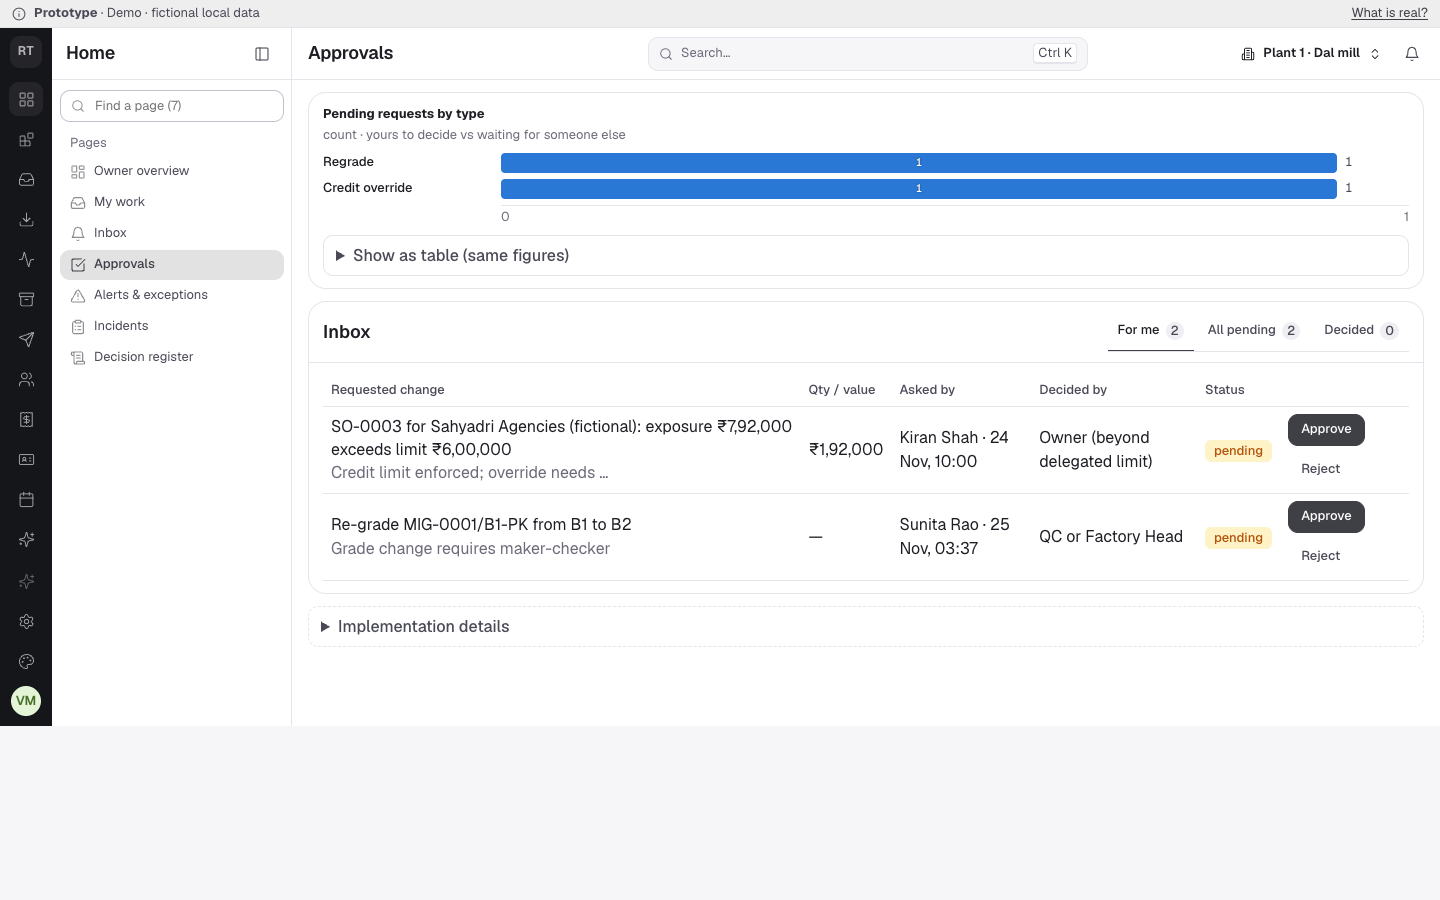 Prototype · Demo · fictional local data
What is real?
RT
Home
Approvals
Search...
Ctrl K
Plant 1 · Dal mill
Find a page (7)
Pages
Owner overview
My work
Inbox
Approvals
Alerts & exceptions
Incidents
Decision register
VM
Pending requests by type
count · yours to decide vs waiting for someone else
Regrade 1 1
Credit override 1 1
0 1
Show as table (same figures)
Inbox
For me 2
All pending 2
Decided 0
Requested change Qty / value Asked by Decided by Status
SO-0003 for Sahyadri Agencies (fictional): exposure ₹7,92,000
exceeds limit ₹6,00,000
Credit limit enforced; override needs ...
₹1,92,000
Kiran Shah · 24
Nov, 10:00
Owner (beyond
delegated limit)
pending
Approve
Reject
Re-grade MIG-0001/B1-PK from B1 to B2
Grade change requires maker-checker
—
Sunita Rao · 25
Nov, 03:37
QC or Factory Head
pending
Approve
Reject
Implementation details